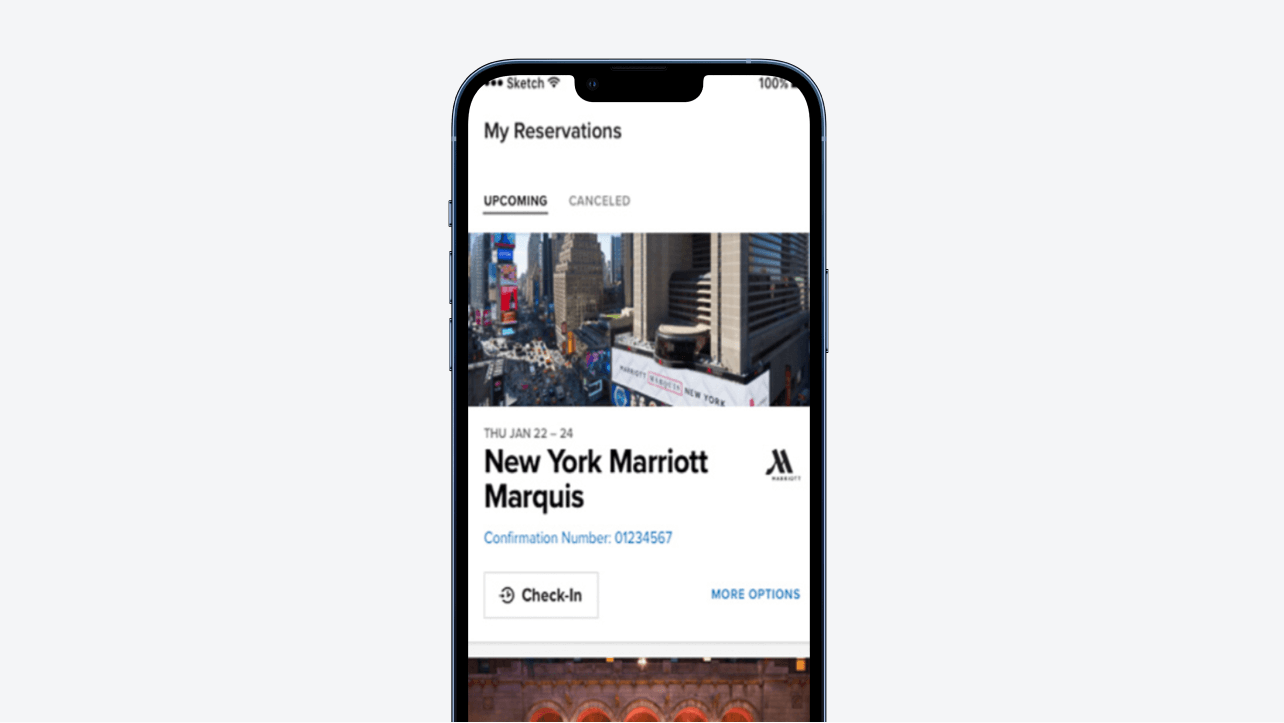 Sketch 100%
My Reservations
UPCOMING CANCELED
MARRIOTT MARQUIS NEW YORK
THU JAN 22 – 24
New York Marriott
Marquis
MARRIOTT
Confirmation Number: 01234567
Check-In MORE OPTIONS